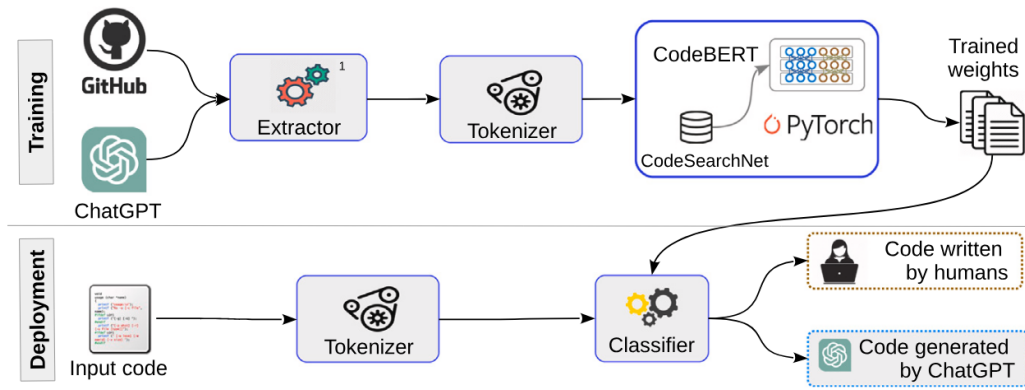 Training
GitHub
ChatGPT
1
Extractor
Tokenizer
CodeBERT
CodeSearchNet
PyTorch
Trained
weights
Deployment
Input code
Tokenizer
Classifier
Code written
by humans
Code generated
by ChatGPT